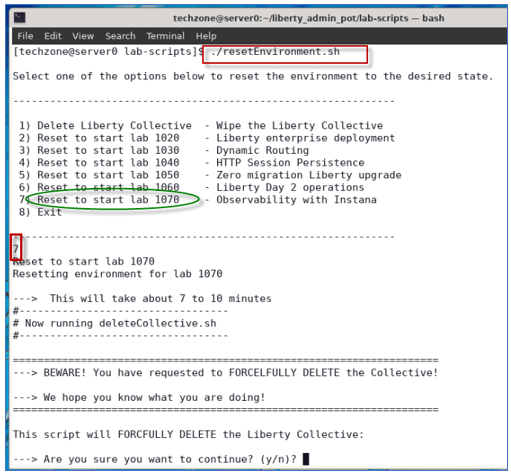 techzone@server0:~/liberty_admin_pot/lab-scripts — bash
File Edit View Search Terminal Help
[techzone@server0 lab-scripts]$ ./resetEnvironment.sh
Select one of the options below to reset the environment to the desired state.
-------------------------------------------------------------
1) Delete Liberty Collective - Wipe the Liberty Collective
2) Reset to start lab 1020 - Liberty enterprise deployment
3) Reset to start lab 1030 - Dynamic Routing
4) Reset to start lab 1040 - HTTP Session Persistence
5) Reset to start lab 1050 - Zero migration Liberty upgrade
6) Reset to start lab 1060 - Liberty Day 2 operations
7) Reset to start lab 1070 - Observability with Instana
8) Exit
-------------------------------------------------------------
7
Reset to start lab 1070
Resetting environment for lab 1070
---> This will take about 7 to 10 minutes
#----------------------------------
# Now running deleteCollective.sh
#----------------------------------
====================================================================
---> BEWARE! You have requested to FORCELFULLY DELETE the Collective!
---> We hope you know what you are doing!
====================================================================
This script will FORCFULLY DELETE the Liberty Collective:
---> Are you sure you want to continue? (y/n)?